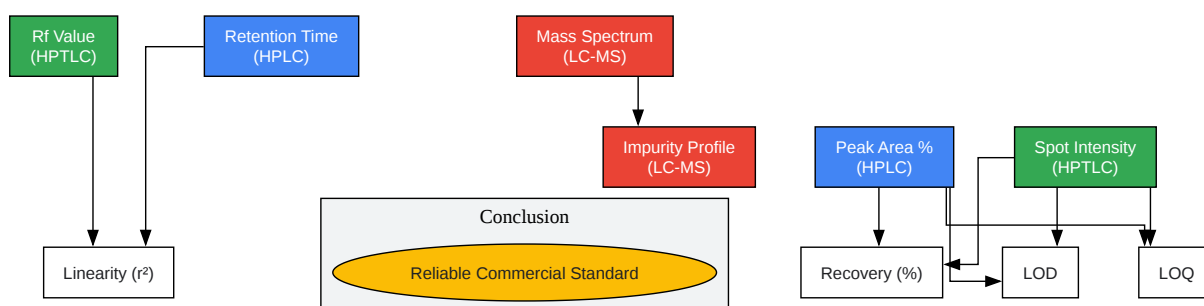 Rf Value
(HPTLC)
Retention Time
(HPLC)
Mass Spectrum
(LC-MS)
Impurity Profile
(LC-MS)
Peak Area %
(HPLC)
Spot Intensity
(HPTLC)
Conclusion
Linearity (r²)
Reliable Commercial Standard
Recovery (%)
LOD
LOQ